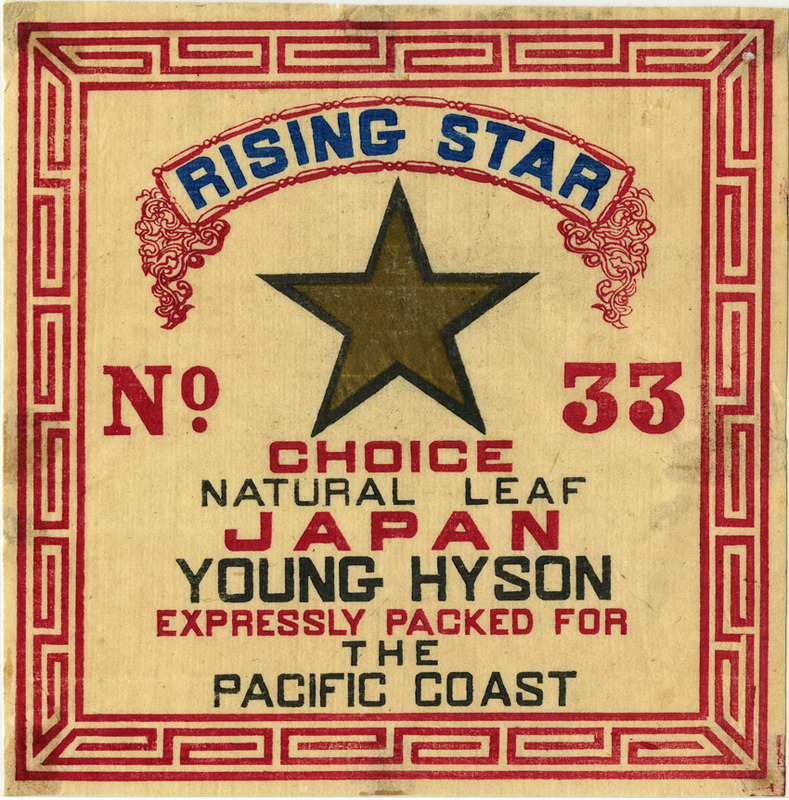 RISING STAR
Nº 33
CHOICE
NATURAL LEAF
JAPAN
YOUNG HYSON
EXPRESSLY PACKED FOR
THE
PACIFIC COAST